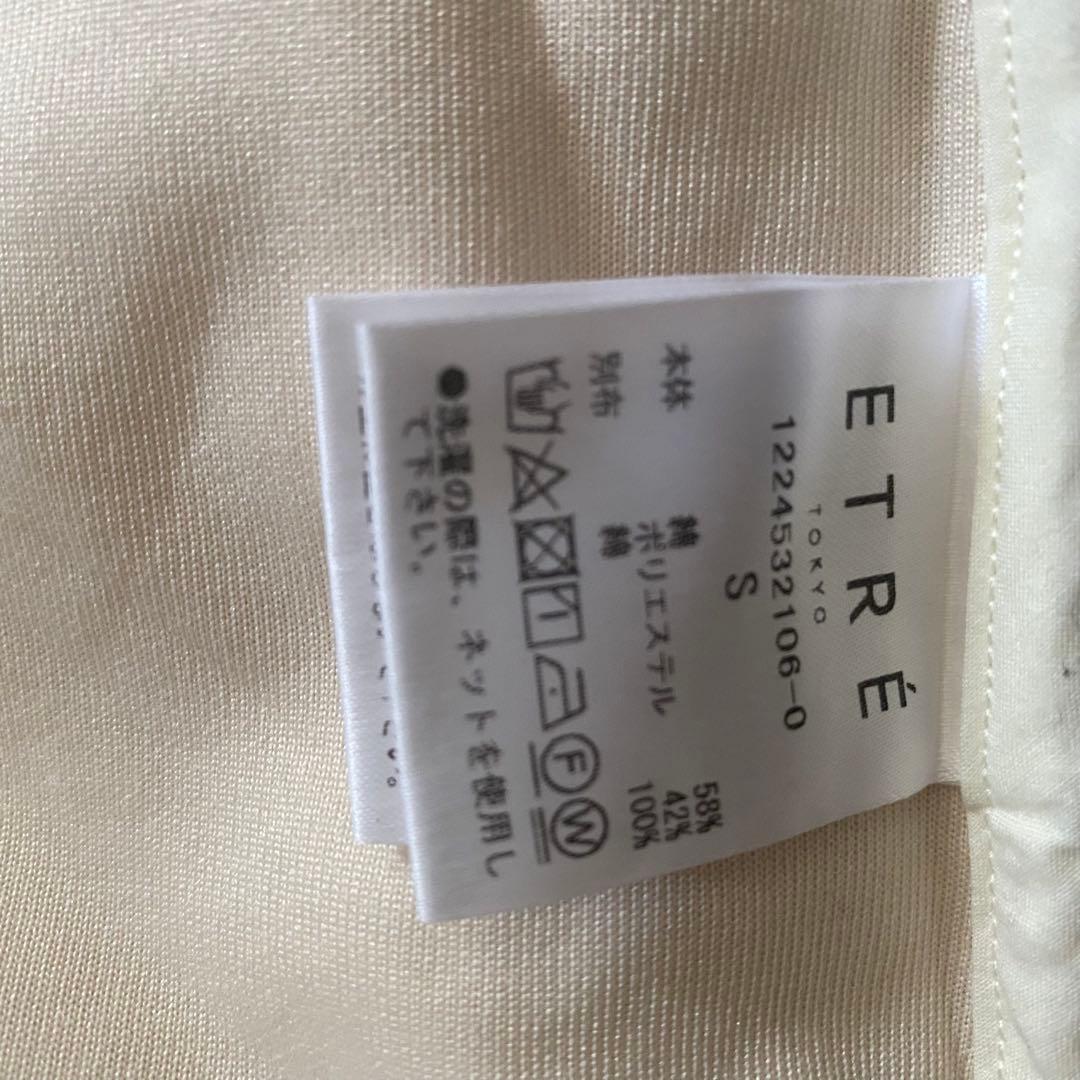 ETRÉ
TOKYO
1224532106-0
S
本体 綿 58%
ポリエステル 42%
別布 綿 100%
F W
●洗濯の際は、ネットを使用し
て下さい。